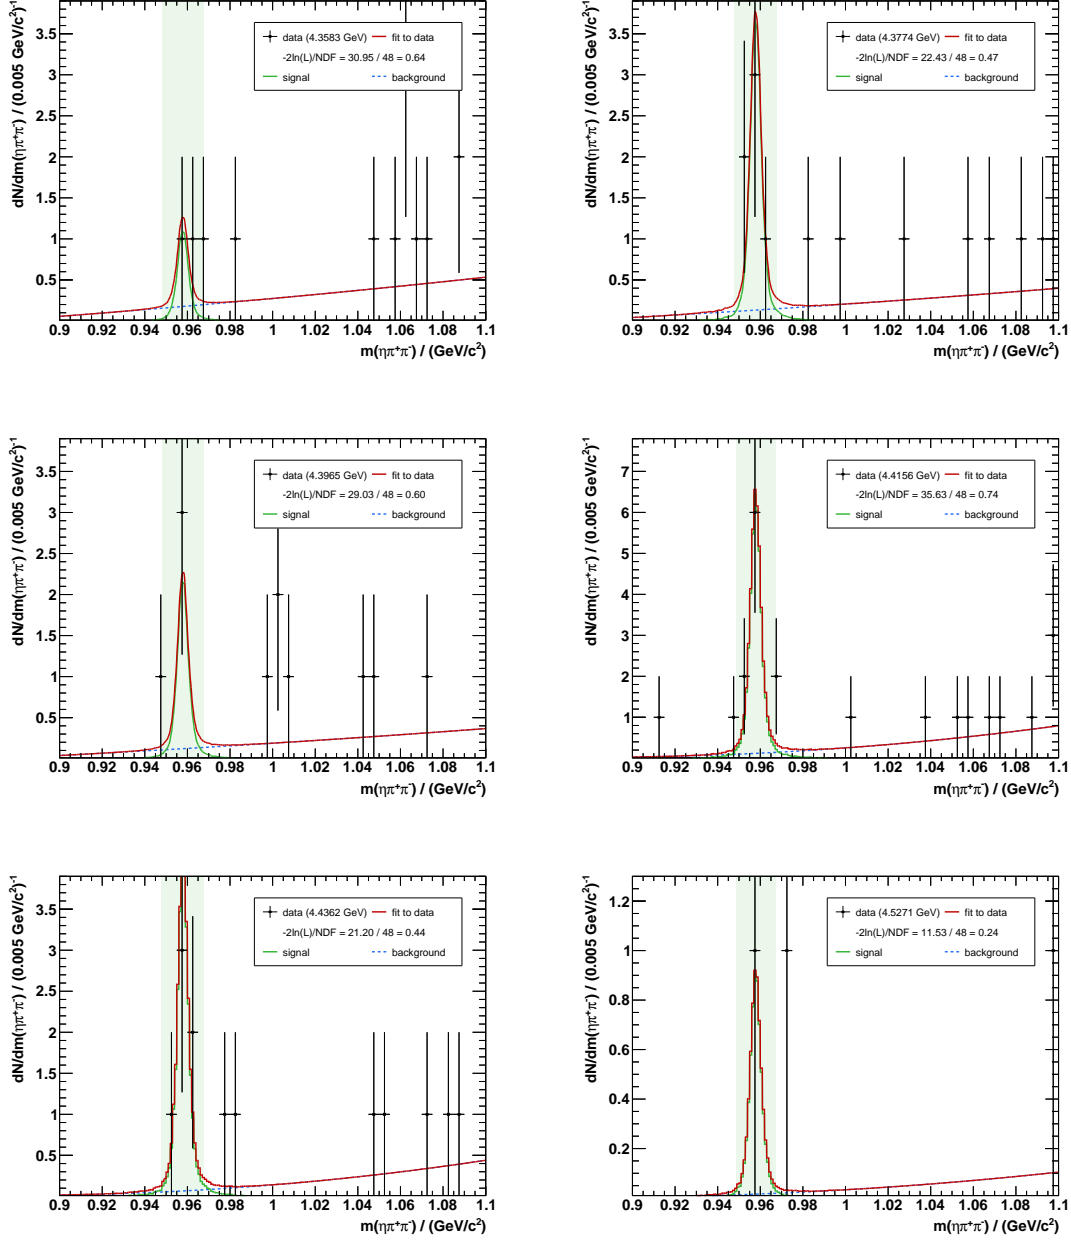 dN/dm(ηπ⁺π⁻) / (0.005 GeV/c²)⁻¹
3.5
3
2.5
2
1.5
1
0.5
data (4.3583 GeV) fit to data
-2ln(L)/NDF = 30.95 / 48 = 0.64
signal background
0.9 0.92 0.94 0.96 0.98 1 1.02 1.04 1.06 1.08 1.1
m(ηπ⁺π⁻) / (GeV/c²)
dN/dm(ηπ⁺π⁻) / (0.005 GeV/c²)⁻¹
3.5
3
2.5
2
1.5
1
0.5
data (4.3774 GeV) fit to data
-2ln(L)/NDF = 22.43 / 48 = 0.47
signal background
0.9 0.92 0.94 0.96 0.98 1 1.02 1.04 1.06 1.08 1.1
m(ηπ⁺π⁻) / (GeV/c²)
dN/dm(ηπ⁺π⁻) / (0.005 GeV/c²)⁻¹
3.5
3
2.5
2
1.5
1
0.5
data (4.3965 GeV) fit to data
-2ln(L)/NDF = 29.03 / 48 = 0.60
signal background
0.9 0.92 0.94 0.96 0.98 1 1.02 1.04 1.06 1.08 1.1
m(ηπ⁺π⁻) / (GeV/c²)
dN/dm(ηπ⁺π⁻) / (0.005 GeV/c²)⁻¹
7
6
5
4
3
2
1
data (4.4156 GeV) fit to data
-2ln(L)/NDF = 35.63 / 48 = 0.74
signal background
0.9 0.92 0.94 0.96 0.98 1 1.02 1.04 1.06 1.08 1.1
m(ηπ⁺π⁻) / (GeV/c²)
dN/dm(ηπ⁺π⁻) / (0.005 GeV/c²)⁻¹
3.5
3
2.5
2
1.5
1
0.5
data (4.4362 GeV) fit to data
-2ln(L)/NDF = 21.20 / 48 = 0.44
signal background
0.9 0.92 0.94 0.96 0.98 1 1.02 1.04 1.06 1.08 1.1
m(ηπ⁺π⁻) / (GeV/c²)
dN/dm(ηπ⁺π⁻) / (0.005 GeV/c²)⁻¹
1.2
1
0.8
0.6
0.4
0.2
data (4.5271 GeV) fit to data
-2ln(L)/NDF = 11.53 / 48 = 0.24
signal background
0.9 0.92 0.94 0.96 0.98 1 1.02 1.04 1.06 1.08 1.1
m(ηπ⁺π⁻) / (GeV/c²)